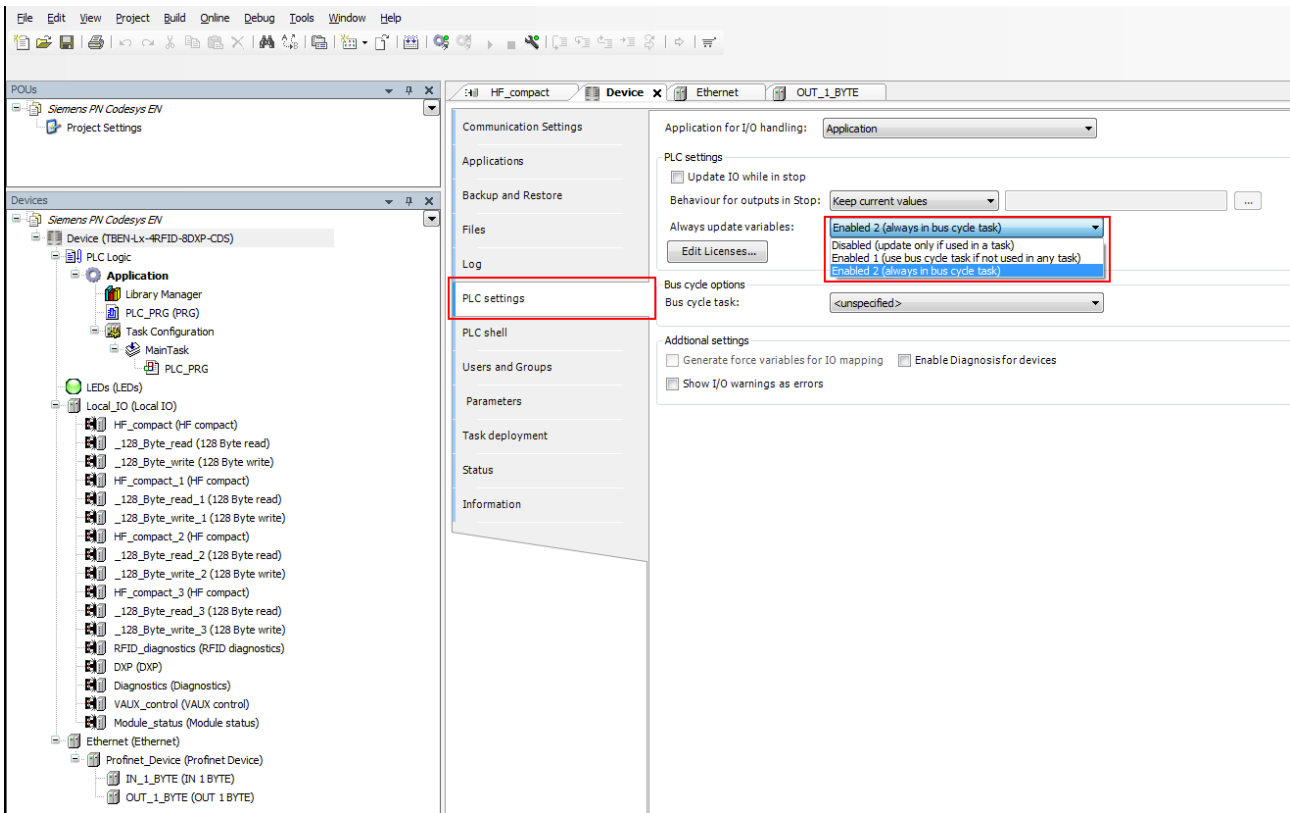 File Edit View Project Build Online Debug Tools Window Help
POUs
Siemens PN Codesys EN
Project Settings
Devices
Siemens PN Codesys EN
Device (TBEN-Lx-4RFID-8DXP-CDS)
PLC Logic
Application
Library Manager
PLC_PRG (PRG)
Task Configuration
MainTask
PLC_PRG
LEDs (LEDs)
Local_IO (Local IO)
HF_compact (HF compact)
_128_Byte_read (128 Byte read)
_128_Byte_write (128 Byte write)
HF_compact_1 (HF compact)
_128_Byte_read_1 (128 Byte read)
_128_Byte_write_1 (128 Byte write)
HF_compact_2 (HF compact)
_128_Byte_read_2 (128 Byte read)
_128_Byte_write_2 (128 Byte write)
HF_compact_3 (HF compact)
_128_Byte_read_3 (128 Byte read)
_128_Byte_write_3 (128 Byte write)
RFID_diagnostics (RFID diagnostics)
DXP (DXP)
Diagnostics (Diagnostics)
VAUX_control (VAUX control)
Module_status (Module status)
Ethernet (Ethernet)
Profinet_Device (Profinet Device)
IN_1_BYTE (IN 1 BYTE)
OUT_1_BYTE (OUT 1 BYTE)
HF_compact Device Ethernet OUT_1_BYTE
Communication Settings
Applications
Backup and Restore
Files
Log
PLC settings
PLC shell
Users and Groups
Parameters
Task deployment
Status
Information
Application for I/O handling: Application
PLC settings
Update IO while in stop
Behaviour for outputs in Stop: Keep current values ...
Always update variables: Enabled 2 (always in bus cycle task)
Disabled (update only if used in a task)
Enabled 1 (use bus cycle task if not used in any task)
Enabled 2 (always in bus cycle task)
Edit Licenses...
Bus cycle options
Bus cycle task: <unspecified>
Addtional settings
Generate force variables for IO mapping Enable Diagnosis for devices
Show I/O warnings as errors